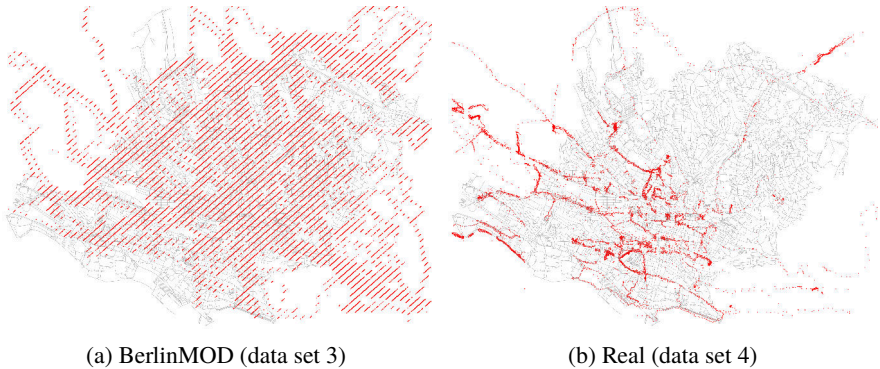 (a) BerlinMOD (data set 3)
(b) Real (data set 4)